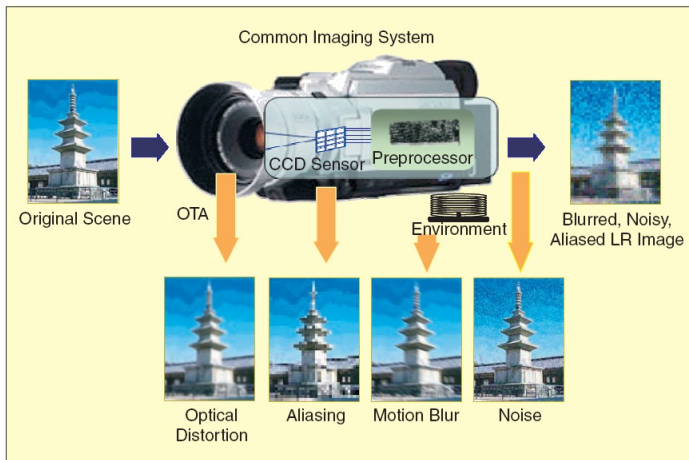 Common Imaging System
CCD Sensor
Preprocessor
Original Scene
OTA
Environment
Blurred, Noisy,
Aliased LR Image
Optical
Distortion
Aliasing
Motion Blur
Noise